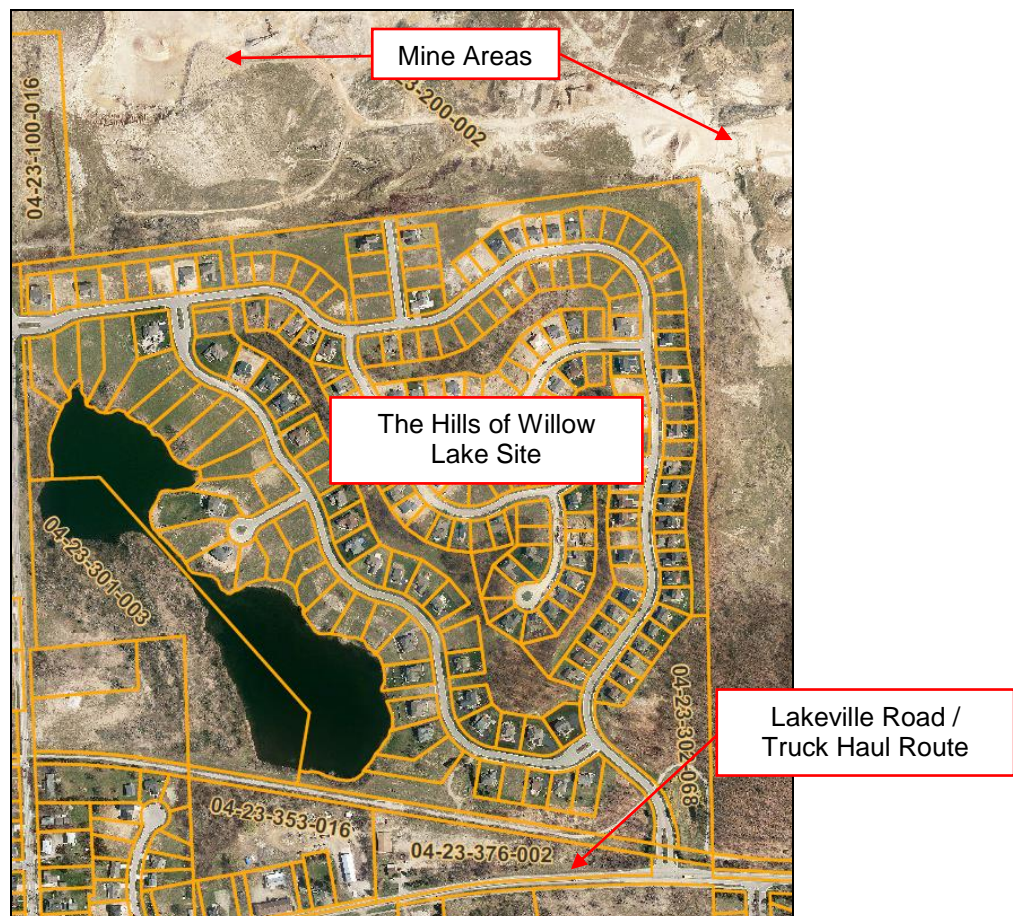 Mine Areas
23-200-002
04-23-100-016
The Hills of Willow
Lake Site
04-23-301-003
04-23-302-068
Lakeville Road /
Truck Haul Route
04-23-353-016
04-23-376-002